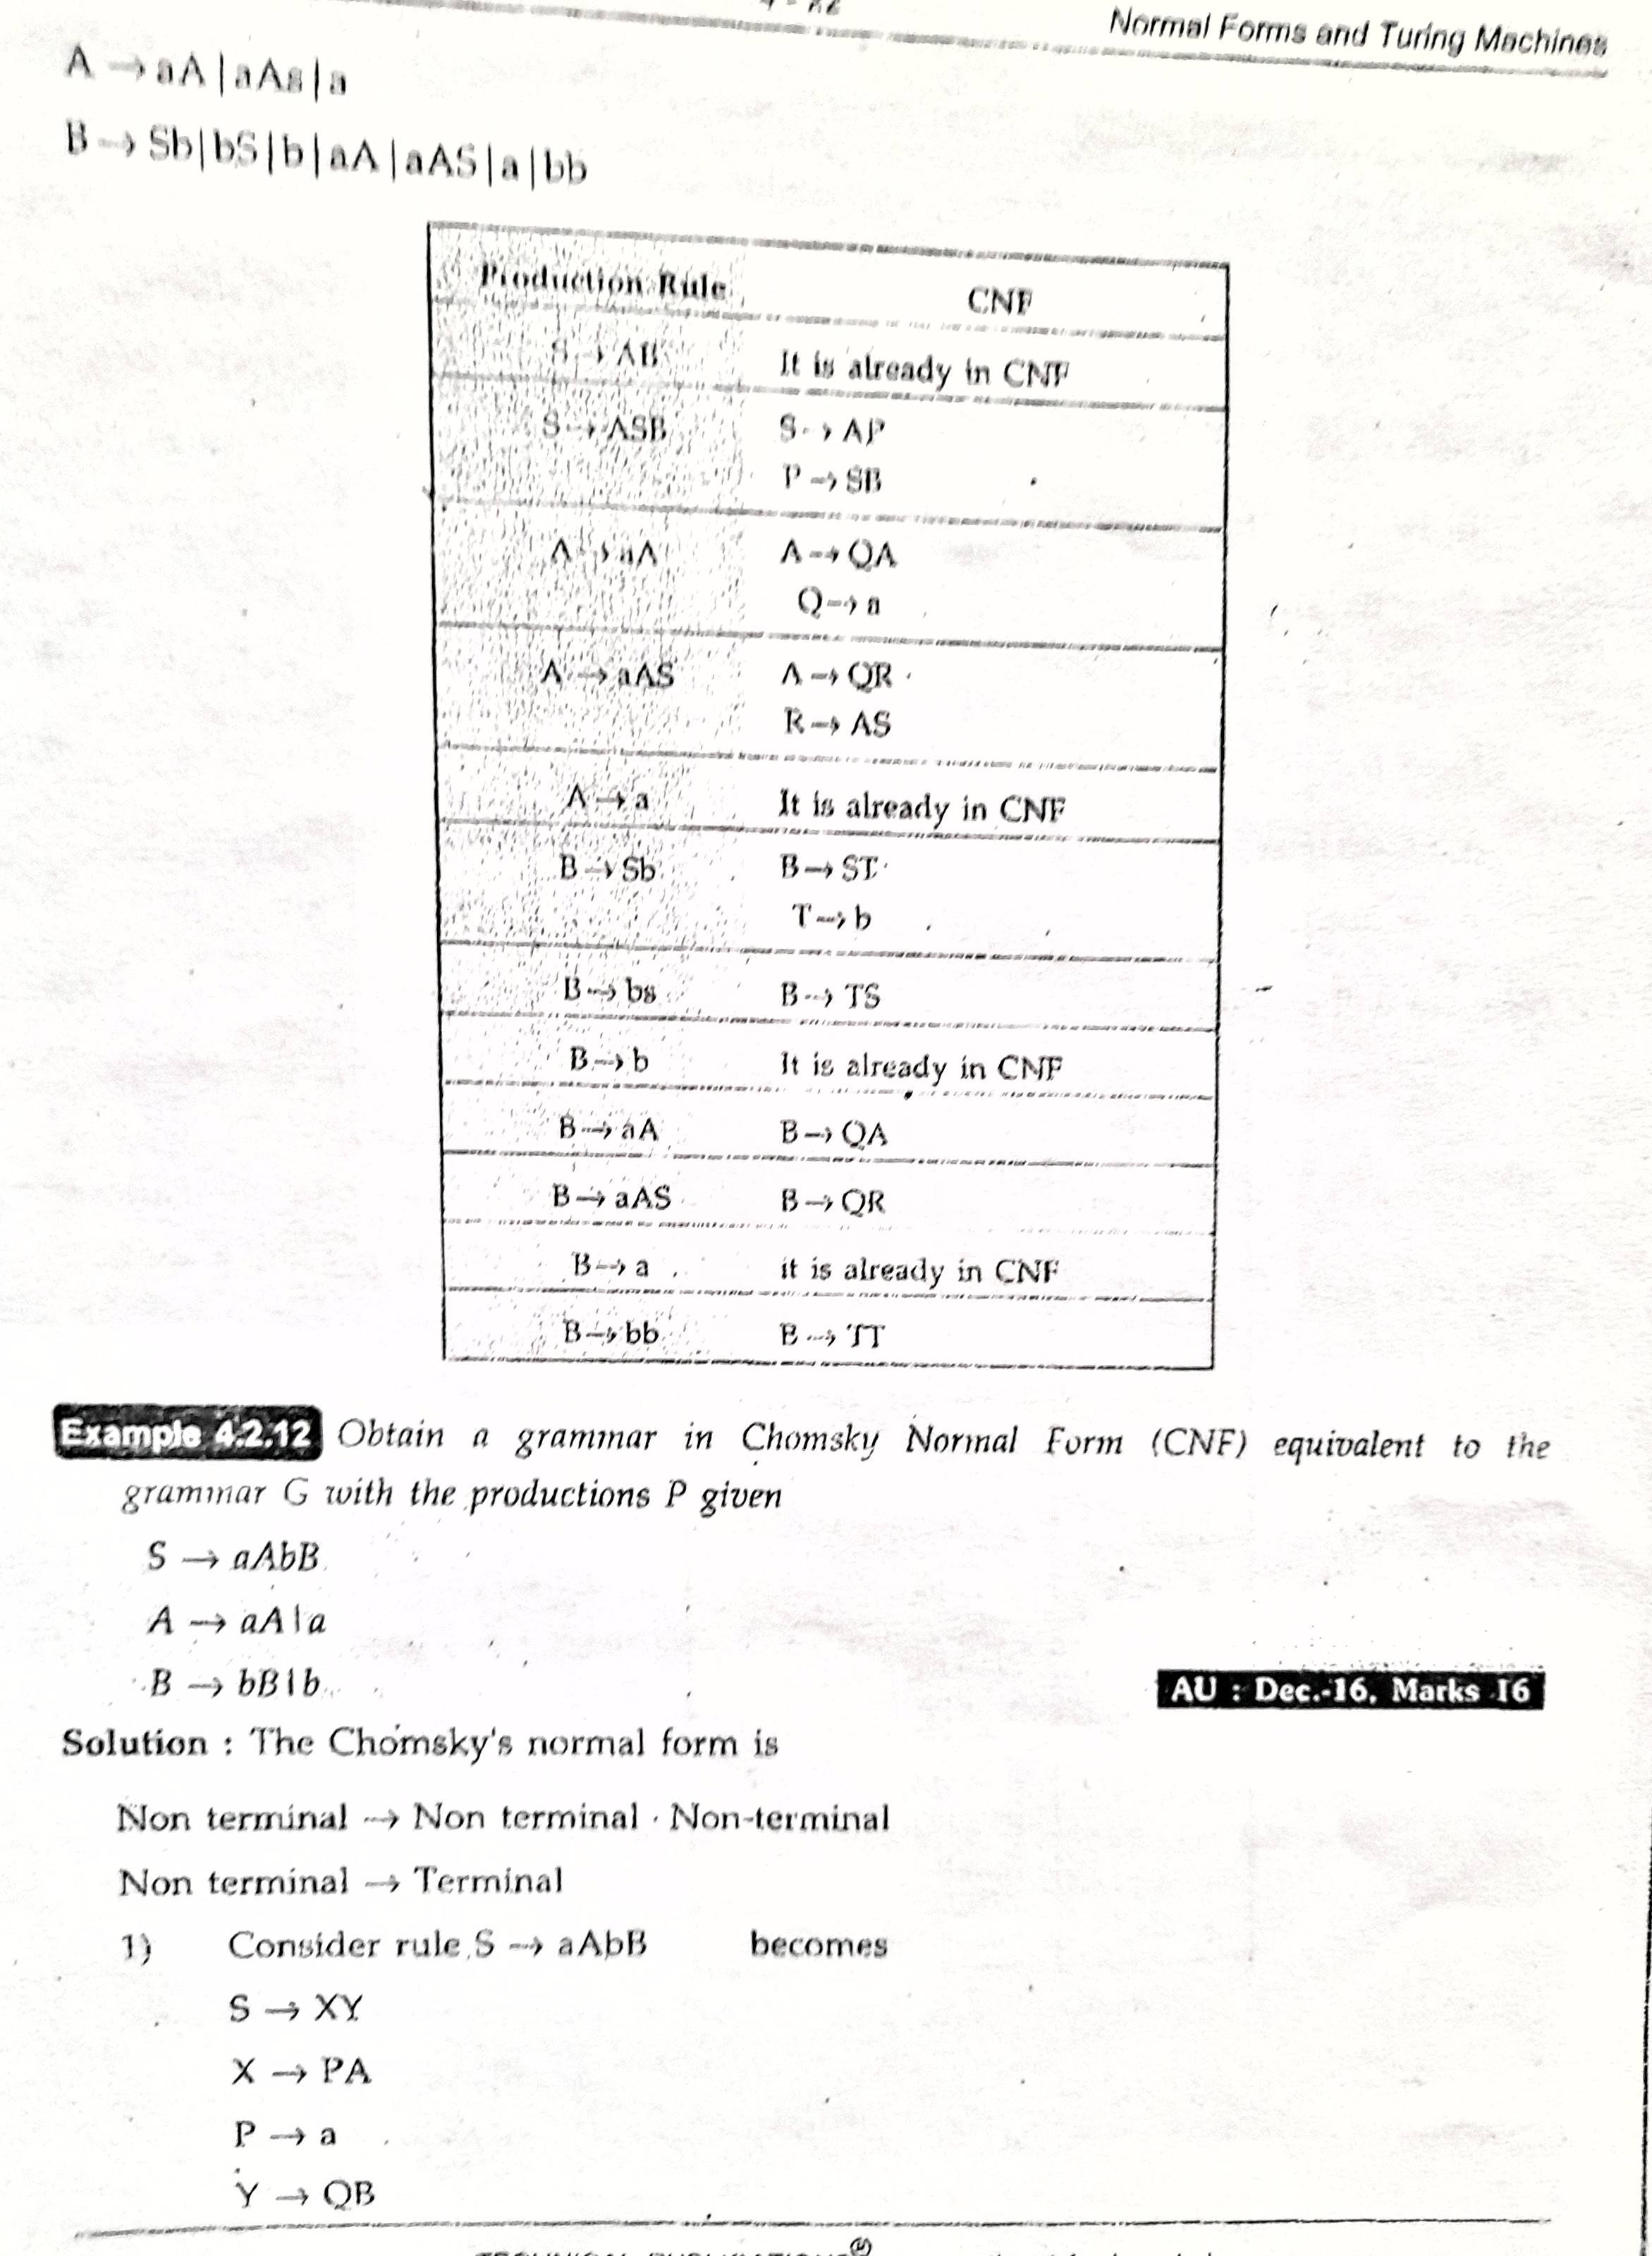 Normal Forms and Turing Machines
A → aA|aAs|a
B → Sb|bS|b|aA|aAS|a|bb
Production Rule CNF
S → AB It is already in CNF
S → ASB S → AP
P → SB
A → aA A → QA
Q → a
A → aAS A → QR
R → AS
A → a It is already in CNF
B → Sb B → ST
T → b
B → bs B → TS
B → b It is already in CNF
B → aA B → QA
B → aAS B → QR
B → a it is already in CNF
B → bb B → TT
Example 4.2.12 Obtain a grammar in Chomsky Normal Form (CNF) equivalent to the
grammar G with the productions P given
S → aAbB
A → aA|a
B → bB|b
AU : Dec.-16, Marks 16
Solution : The Chomsky's normal form is
Non terminal → Non terminal · Non-terminal
Non terminal → Terminal
1) Consider rule S → aAbB becomes
S → XY
X → PA
P → a
Y → QB